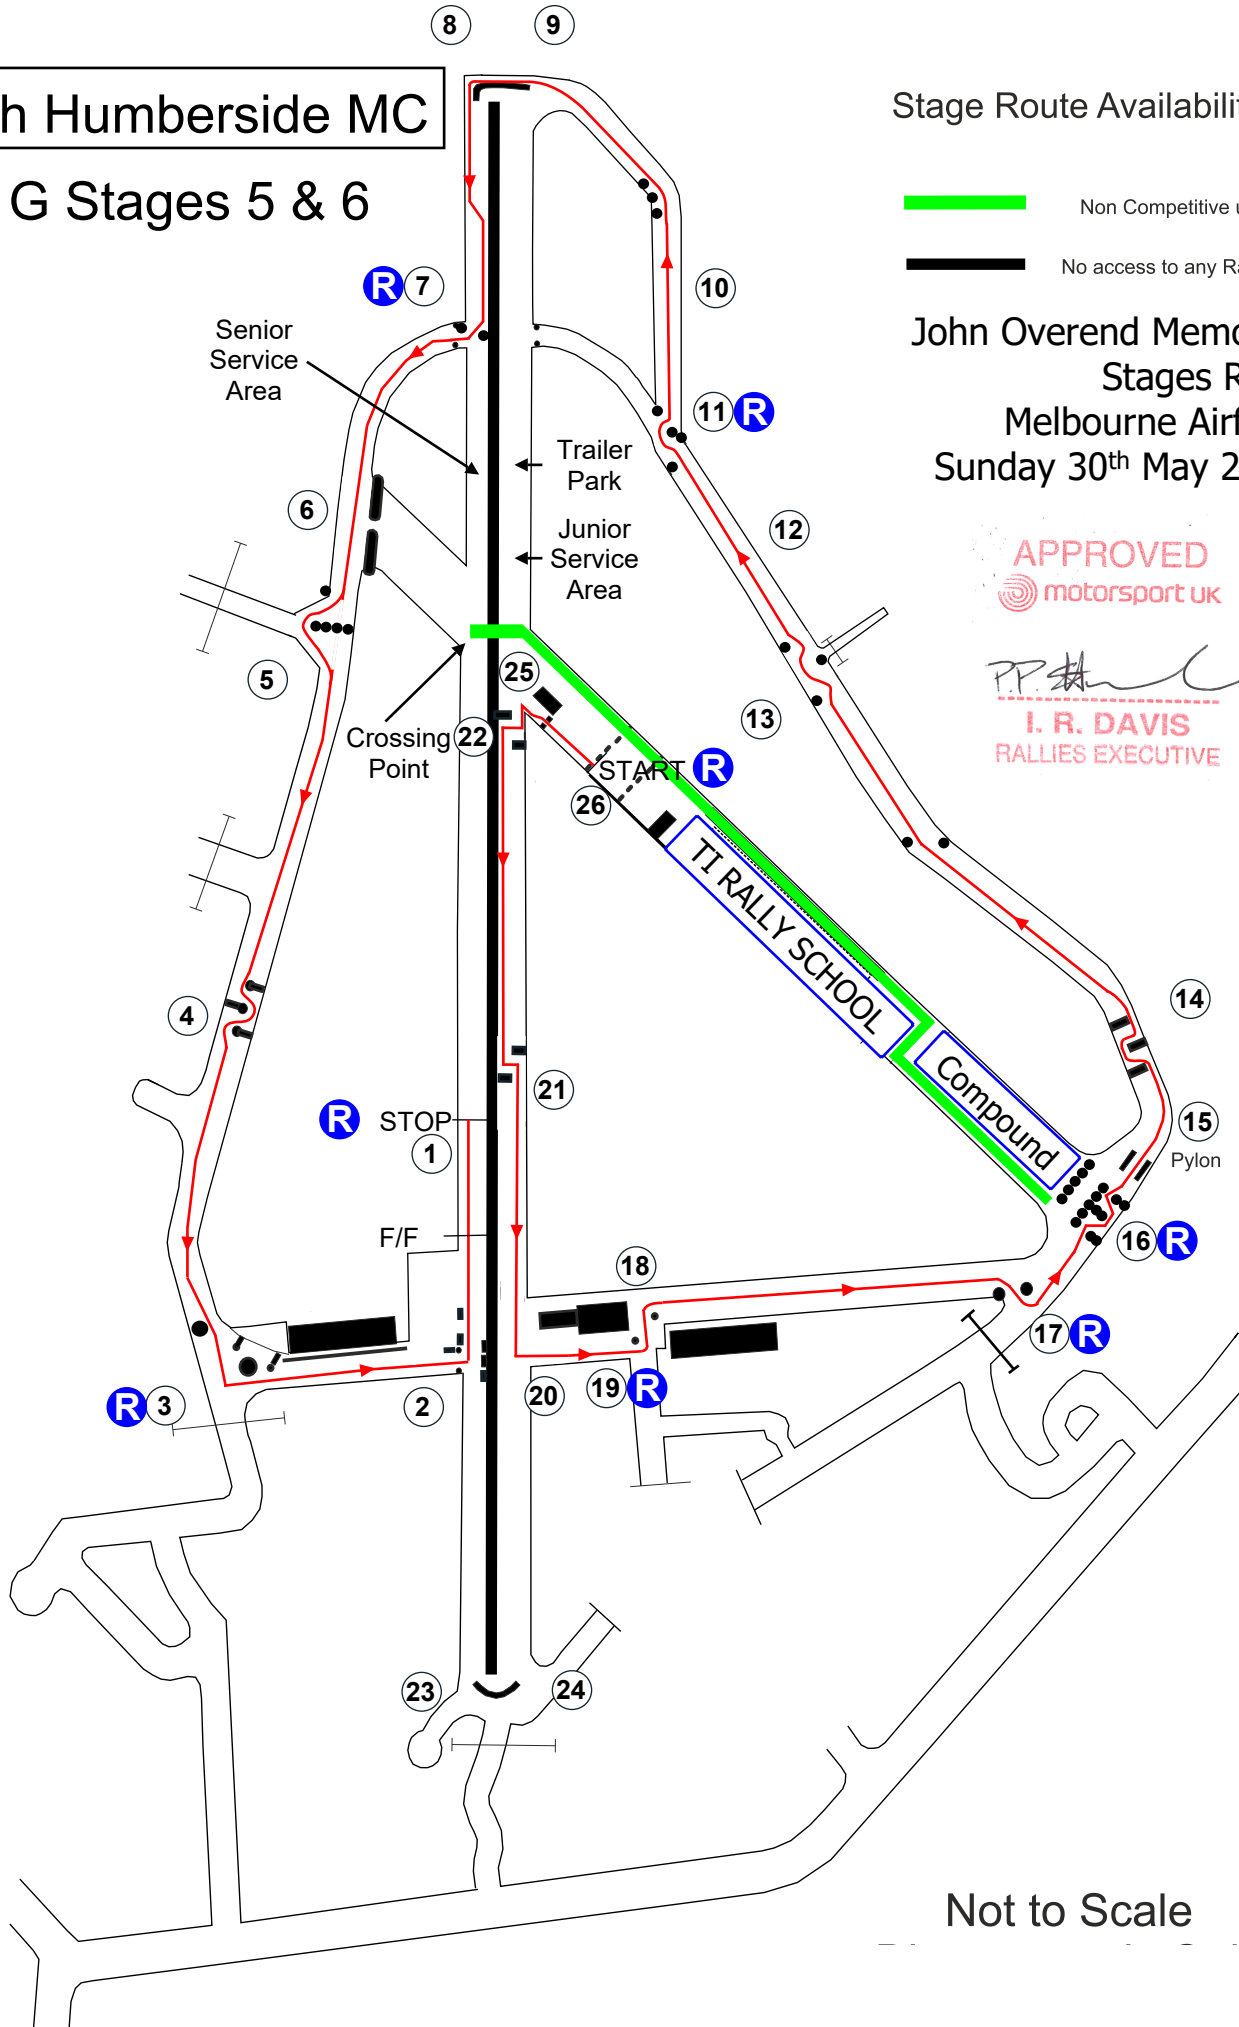 8
9
h Humberside MC
G Stages 5 & 6
Stage Route Availabilit
Non Competitive u
No access to any Ra
John Overend Memo
Stages R
Melbourne Airf
Sunday 30th May 2
APPROVED
motorsport UK
P.P.
I. R. DAVIS
RALLIES EXECUTIVE
R 7
10
Senior
Service
Area
11 R
Trailer
Park
6
12
Junior
Service
Area
5
25
13
22
Crossing
Point
START R
26
TI RALLY SCHOOL
4
14
Compound
21
R STOP
1
15
Pylon
F/F
16 R
18
17 R
R 3
2
20
19 R
23
24
Not to Scale